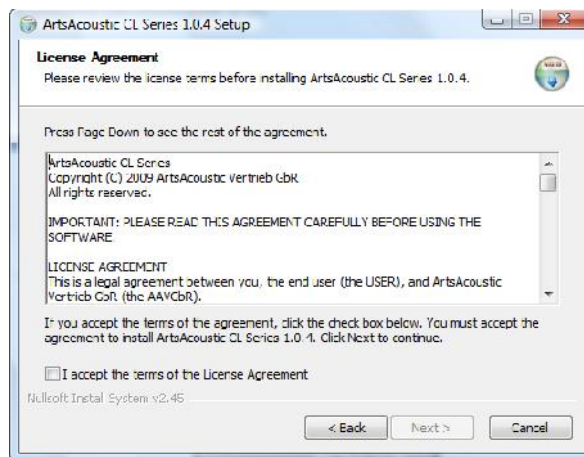 ArtsAcoustic CL Series 1.0.4 Setup
License Agreement
Please review the license terms before installing ArtsAcoustic CL Series 1.0.4.
Press Page Down to see the rest of the agreement.
ArtsAcoustic CL Series
Copyright (C) 2009 ArtsAcoustic Vertrieb GbR
All rights reserved.
IMPORTANT: PLEASE READ THIS AGREEMENT CAREFULLY BEFORE USING THE
SOFTWARE
LICENSE AGREEMENT
This is a legal agreement between you, the end user (the USER), and ArtsAcoustic
Vertrieb GbR (the AAVGbR).
If you accept the terms of the agreement, click the check box below. You must accept the
agreement to install ArtsAcoustic CL Series 1.0.4. Click Next to continue.
I accept the terms of the License Agreement
Nullsoft Install System v2.45
< Back Next > Cancel